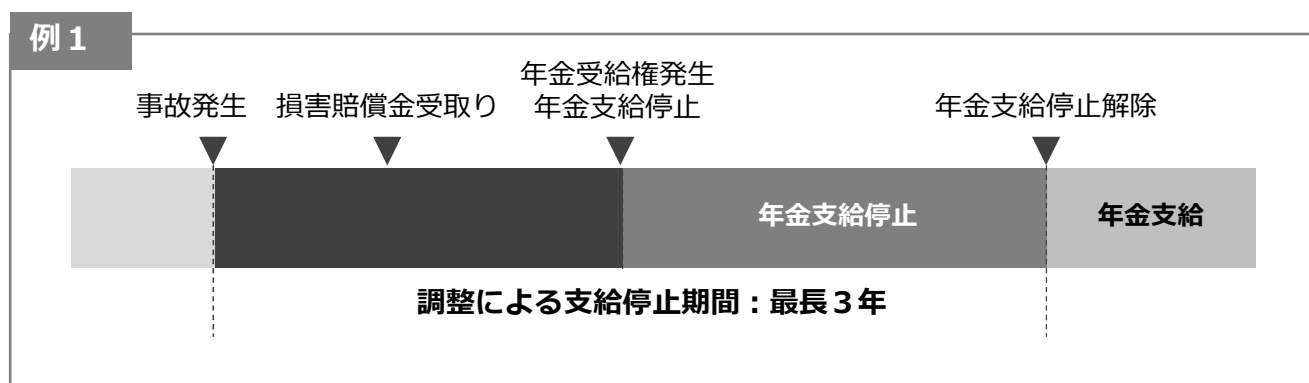 例１
年金受給権発生
事故発生 損害賠償金受取り 年金支給停止 年金支給停止解除
年金支給停止 年金支給
調整による支給停止期間：最長３年